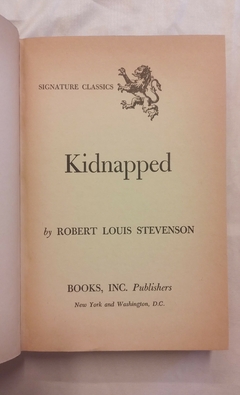 SIGNATURE CLASSICS
Kidnapped
by ROBERT LOUIS STEVENSON
BOOKS, INC. Publishers
New York and Washington, D.C.